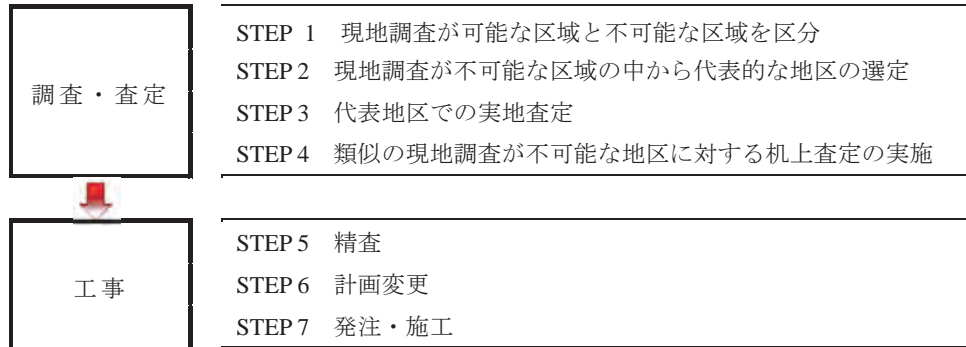 調査・査定
STEP 1 現地調査が可能な区域と不可能な区域を区分
STEP 2 現地調査が不可能な区域の中から代表的な地区の選定
STEP 3 代表地区での実地査定
STEP 4 類似の現地調査が不可能な地区に対する机上査定の実施
工事
STEP 5 精査
STEP 6 計画変更
STEP 7 発注・施工